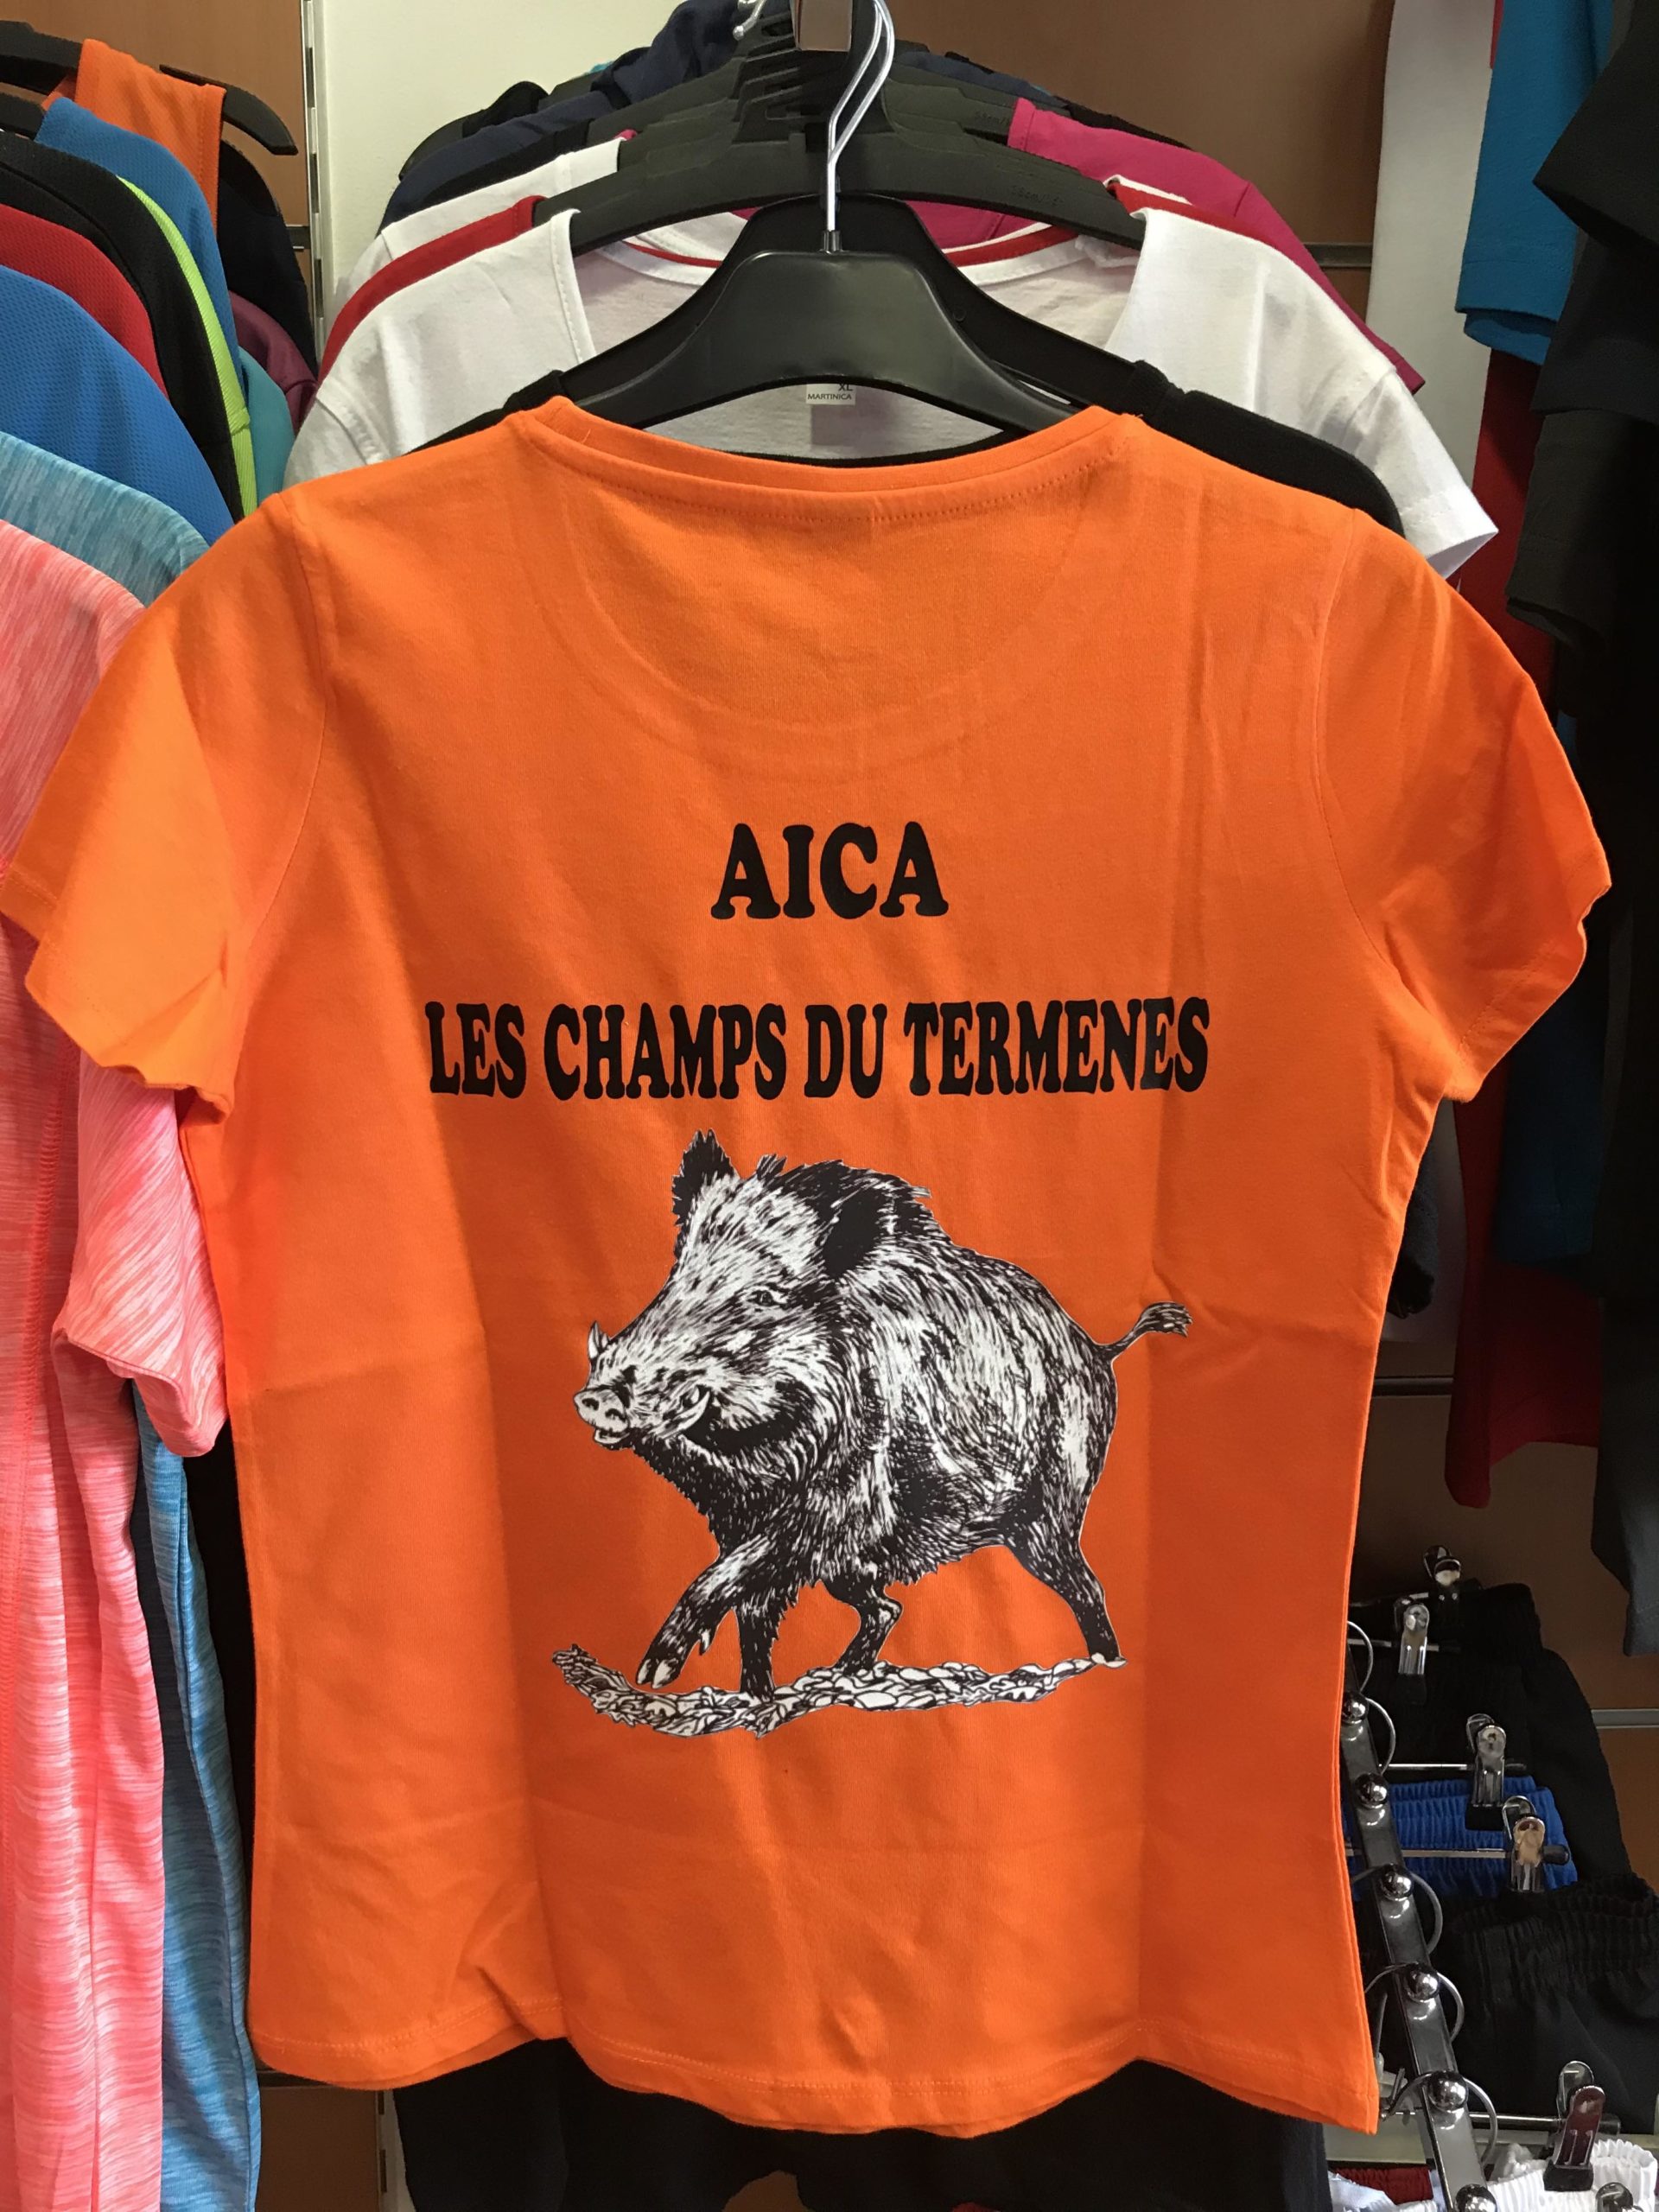 XL
MARTINICA
AICA
LES CHAMPS DU TERMENES